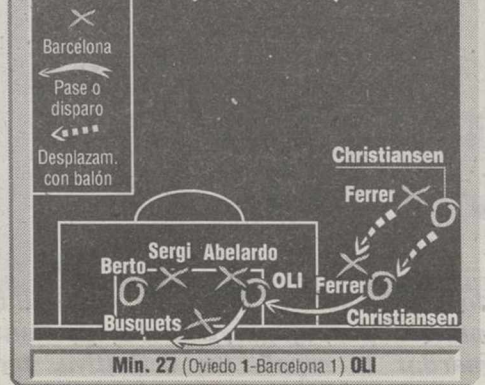 Barcelona
Pase o
disparo
Desplazam.
con balón
Christiansen
Ferrer
Sergi Abelardo
Berto
OLI
Ferrer
Busquets
Christiansen
Min. 27 (Oviedo 1-Barcelona 1) OLI